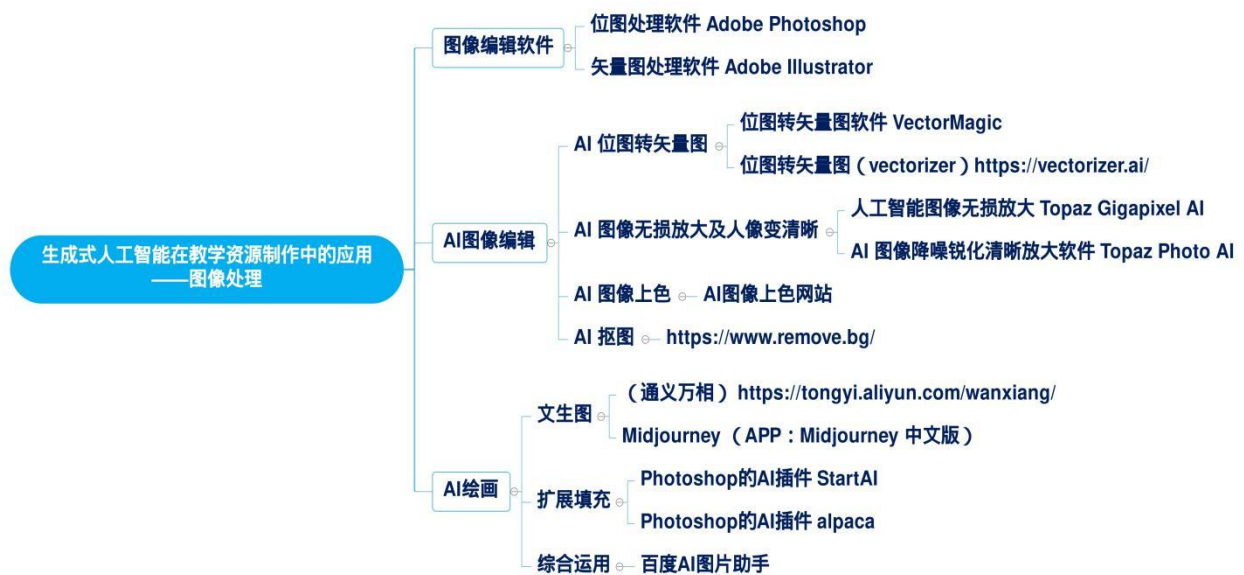 图像编辑软件
位图处理软件 Adobe Photoshop
矢量图处理软件 Adobe Illustrator
生成式人工智能在教学资源制作中的应用
——图像处理
AI图像编辑
AI 位图转矢量图
位图转矢量图软件 VectorMagic
位图转矢量图（vectorizer）https://vectorizer.ai/
AI 图像无损放大及人像变清晰
人工智能图像无损放大 Topaz Gigapixel AI
AI 图像降噪锐化清晰放大软件 Topaz Photo AI
AI 图像上色
AI图像上色网站
AI 抠图
https://www.remove.bg/
AI绘画
文生图
（通义万相）https://tongyi.aliyun.com/wanxiang/
Midjourney （APP：Midjourney 中文版）
扩展填充
Photoshop的AI插件 StartAI
Photoshop的AI插件 alpaca
综合运用
百度AI图片助手